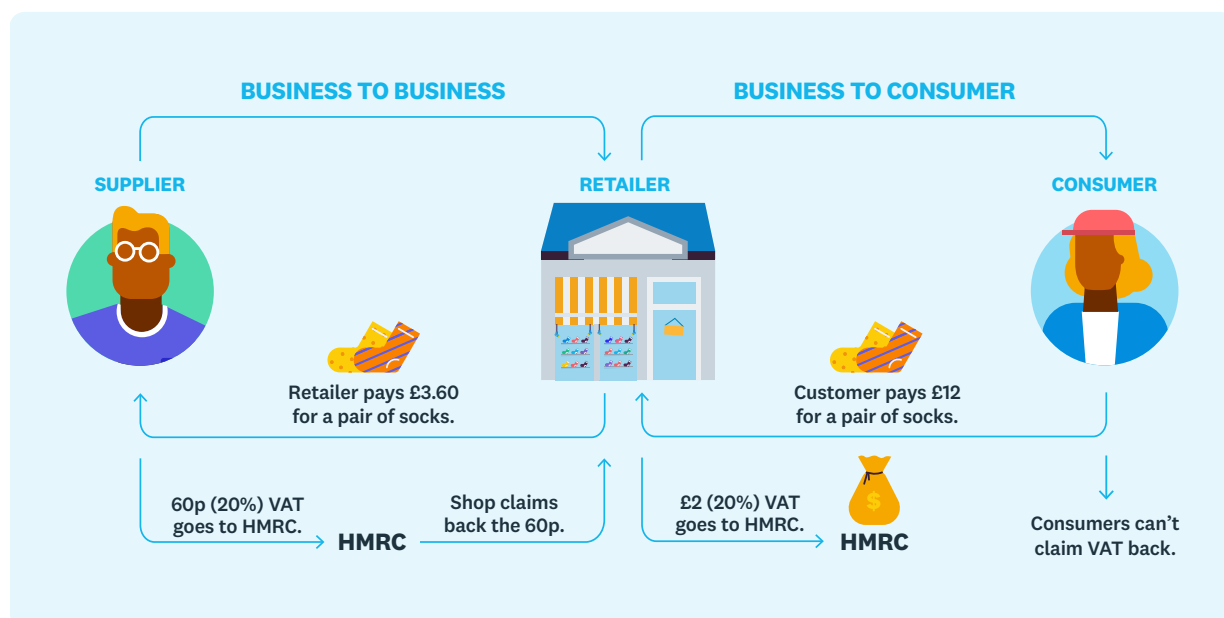 BUSINESS TO BUSINESS
BUSINESS TO CONSUMER
SUPPLIER
RETAILER
CONSUMER
Retailer pays £3.60
for a pair of socks.
Customer pays £12
for a pair of socks.
60p (20%) VAT
goes to HMRC.
HMRC
Shop claims
back the 60p.
£2 (20%) VAT
goes to HMRC.
$
HMRC
Consumers can’t
claim VAT back.